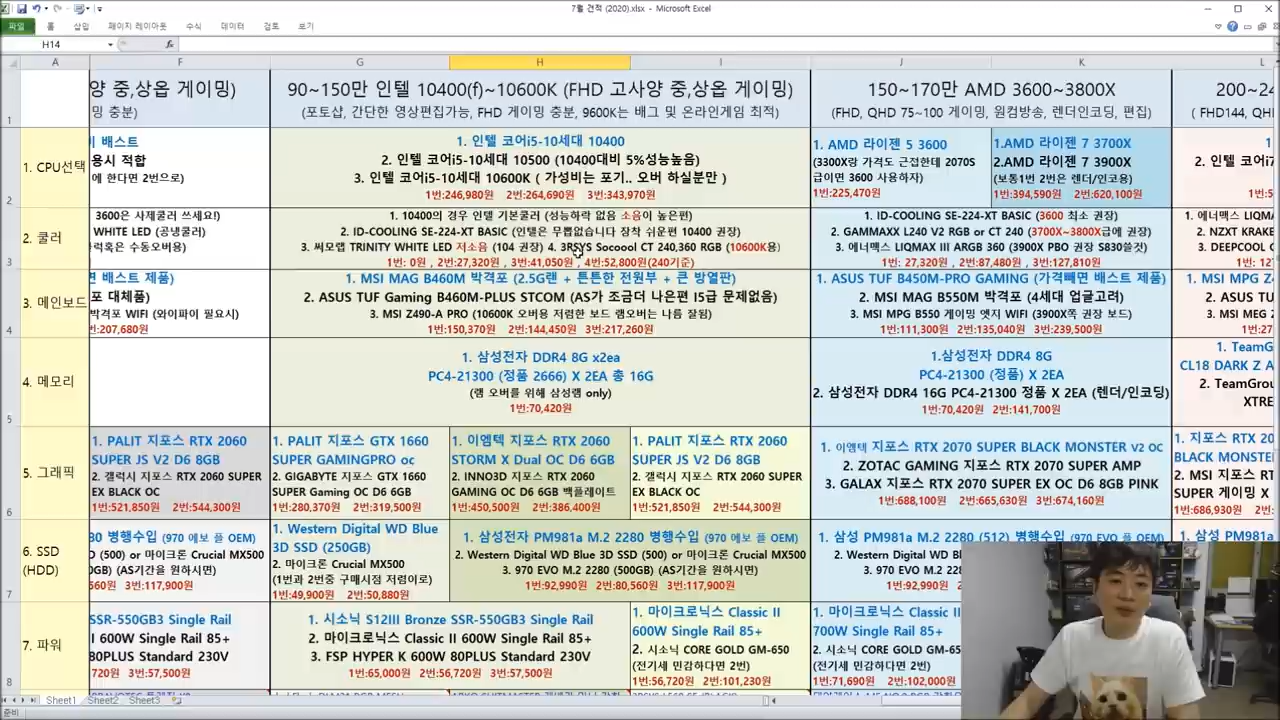 7월 견적 (2020).xlsx - Microsoft Excel
파일 홈 삽입 페이지 레이아웃 수식 데이터 검토 보기
H14 fx
A F G H I J K L
1
양 중,상옵 게이밍)
밍 충분)
90~150만 인텔 10400(f)~10600K (FHD 고사양 중,상옵 게이밍)
(포토샵, 간단한 영상편집가능, FHD 게이밍 충분, 9600K는 배그 및 온라인게임 최적)
150~170만 AMD 3600~3800X
(FHD, QHD 75~100 게이밍, 원컴방송, 렌더인코딩, 편집)
200~24
( FHD144, QHD
2
1. CPU선택
비 배스트
용시 적합
에 한다면 2번으로)
1. 인텔 코어i5-10세대 10400
2. 인텔 코어i5-10세대 10500 (10400대비 5%성능높음)
3. 인텔 코어i5-10세대 10600K ( 가성비는 포기.. 오버 하실분만 )
1번:246,980원 2번:264,690원 3번:343,970원
1. AMD 라이젠 5 3600
(3300X랑 가격도 근접한데 2070S
급이면 3600 사용하자)
1번:225,470원
1.AMD 라이젠 7 3700X
2.AMD 라이젠 7 3900X
(보통1번 2번은 렌더/인코용)
1번:394,590원 2번:620,100원
2. 인텔 코어i7
1번:5
3
2. 쿨러
3600은 사제쿨러 쓰세요!)
WHITE LED (공냉쿨러)
럭혹은 수동오버용)
1. 10400의 경우 인텔 기본쿨러 (성능하락 없음 소음이 높은편)
2. ID-COOLING SE-224-XT BASIC (인텔은 무뽑없습니다 장착 쉬운편 10400 권장)
3. 써모랩 TRINITY WHITE LED 저소음 (104 권장) 4. 3RSYS Socoool CT 240,360 RGB (10600K용)
1번: 0원 , 2번:27,320원 , 3번:41,050원 , 4번:52,800원(240기준)
1. ID-COOLING SE-224-XT BASIC (3600 최소 권장)
2. GAMMAXX L240 V2 RGB or CT 240 (3700X~3800X급에 권장)
3. 에너맥스 LIQMAX III ARGB 360 (3900X PBO 권장 S830쓸것)
1번: 27,320원 , 2번:87,480원 , 3번:127,810원
1. 에너맥스 LIQMA
2. NZXT KRAKE
3. DEEPCOOL C
1번:12
4
3. 메인보드
면 배스트 제품)
포 대체품)
박격포 WIFI (와이파이 필요시)
번:207,680원
1. MSI MAG B460M 박격포 (2.5G랜 + 튼튼한 전원부 + 큰 방열판)
2. ASUS TUF Gaming B460M-PLUS STCOM (AS가 조금더 나은편 I5급 문제없음)
3. MSI Z490-A PRO (10600K 오버용 저렴한 보드 램오버는 나름 잘됨)
1번:150,370원 2번:144,450원 3번:217,260원
1. ASUS TUF B450M-PRO GAMING (가격빼면 배스트 제품)
2. MSI MAG B550M 박격포 (4세대 업글고려)
3. MSI MPG B550 게이밍 엣지 WIFI (3900X쪽 권장 보드)
1번:111,300원 2번:135,040원 3번:239,500원
1. MSI MPG Z4
2. ASUS TU
3. MSI MEG Z
1번:27
5
4. 메모리
1. 삼성전자 DDR4 8G x2ea
PC4-21300 (정품 2666) X 2EA 총 16G
(램 오버를 위해 삼성램 only)
1번:70,420원
1.삼성전자 DDR4 8G
PC4-21300 (정품) X 2EA
2. 삼성전자 DDR4 16G PC4-21300 정품 X 2EA (렌더/인코딩)
1번:70,420원 2번:141,700원
1. TeamG
CL18 DARK Z A
2. TeamGrou
XTRE
6
5. 그래픽
1. PALIT 지포스 RTX 2060
SUPER JS V2 D6 8GB
2. 갤럭시 지포스 RTX 2060 SUPER
EX BLACK OC
1번:521,850원 2번:544,300원
1. PALIT 지포스 GTX 1660
SUPER GAMINGPRO oc
2. GIGABYTE 지포스 GTX 1660
SUPER Gaming OC D6 6GB
1번:280,370원 2번:319,500원
1. 이엠텍 지포스 RTX 2060
STORM X Dual OC D6 6GB
2. INNO3D 지포스 RTX 2060
GAMING OC D6 6GB 백플레이트
1번:450,500원 2번:386,400원
1. PALIT 지포스 RTX 2060
SUPER JS V2 D6 8GB
2. 갤럭시 지포스 RTX 2060 SUPER
EX BLACK OC
1번:521,850원 2번:544,300원
1. 이엠텍 지포스 RTX 2070 SUPER BLACK MONSTER V2 OC
2. ZOTAC GAMING 지포스 RTX 2070 SUPER AMP
3. GALAX 지포스 RTX 2070 SUPER EX OC D6 8GB PINK
1번:688,100원 2번:665,630원 3번:674,160원
1. 지포스 RTX 20
BLACK MONST
2. MSI 지포스 R
SUPER 게이밍 X
1번:686,930원 2
7
6. SSD
(HDD)
80 병행수입 (970 에보 플 OEM)
D (500) or 마이크론 Crucial MX500
00GB) (AS기간을 원하시면)
560원 3번:117,900원
1. Western Digital WD Blue
3D SSD (250GB)
2. 마이크론 Crucial MX500
(1번과 2번중 구매시점 저렴이로)
1번:49,900원 2번:50,880원
1. 삼성전자 PM981a M.2 2280 병행수입 (970 에보 플 OEM)
2. Western Digital WD Blue 3D SSD (500) or 마이크론 Crucial MX500
3. 970 EVO M.2 2280 (500GB) (AS기간을 원하시면)
1번:92,990원 2번:80,560원 3번:117,900원
1. 삼성 PM981a M.2 2280 (512) 병행수입 (970 EVO 플 OEM)
2. Western Digital WD
3. 970 EVO M.
1번:92,990원
1. 삼성 PM981a
8
7. 파워
SSR-550GB3 Single Rail
I 600W Single Rail 85+
80PLUS Standard 230V
720원 3번:57,500원
1. 시소닉 S12III Bronze SSR-550GB3 Single Rail
2. 마이크로닉스 Classic II 600W Single Rail 85+
3. FSP HYPER K 600W 80PLUS Standard 230V
1번:65,000원 2번:56,720원 3번:57,500원
1. 마이크로닉스 Classic II
600W Single Rail 85+
2. 시소닉 CORE GOLD GM-650
(전기세 민감하다면 2번)
1번:56,720원 2번:101,230원
1. 마이크로닉스 Classic II
700W Single Rail 85+
2. 시소닉 CORE GOLD
(전기세 민감하다면 2번)
1번:71,690원 2번:102,000원
Sheet1 Sheet2 Sheet3
준비